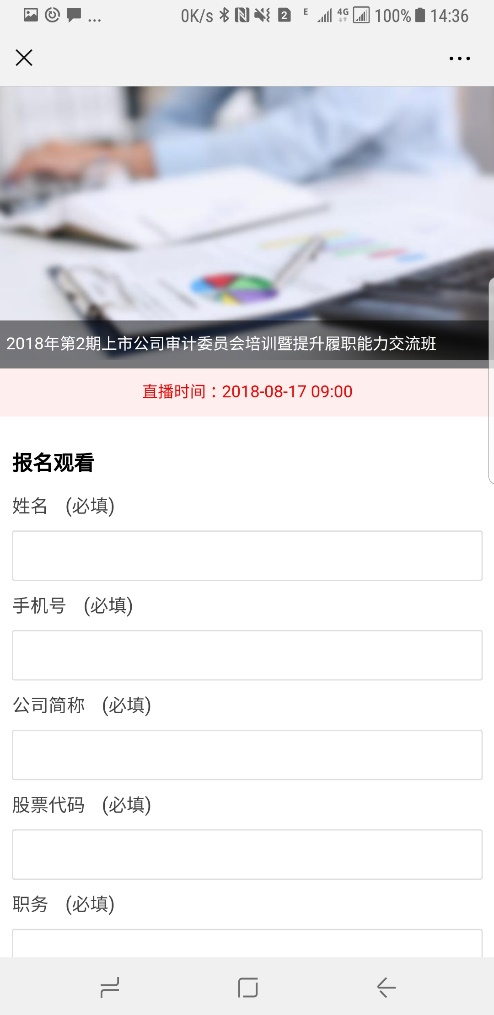 ... 0K/s 2 E 4G 100% 14:36
2018年第2期上市公司审计委员会培训暨提升履职能力交流班
直播时间：2018-08-17 09:00
报名观看
姓名 (必填)
手机号 (必填)
公司简称 (必填)
股票代码 (必填)
职务 (必填)